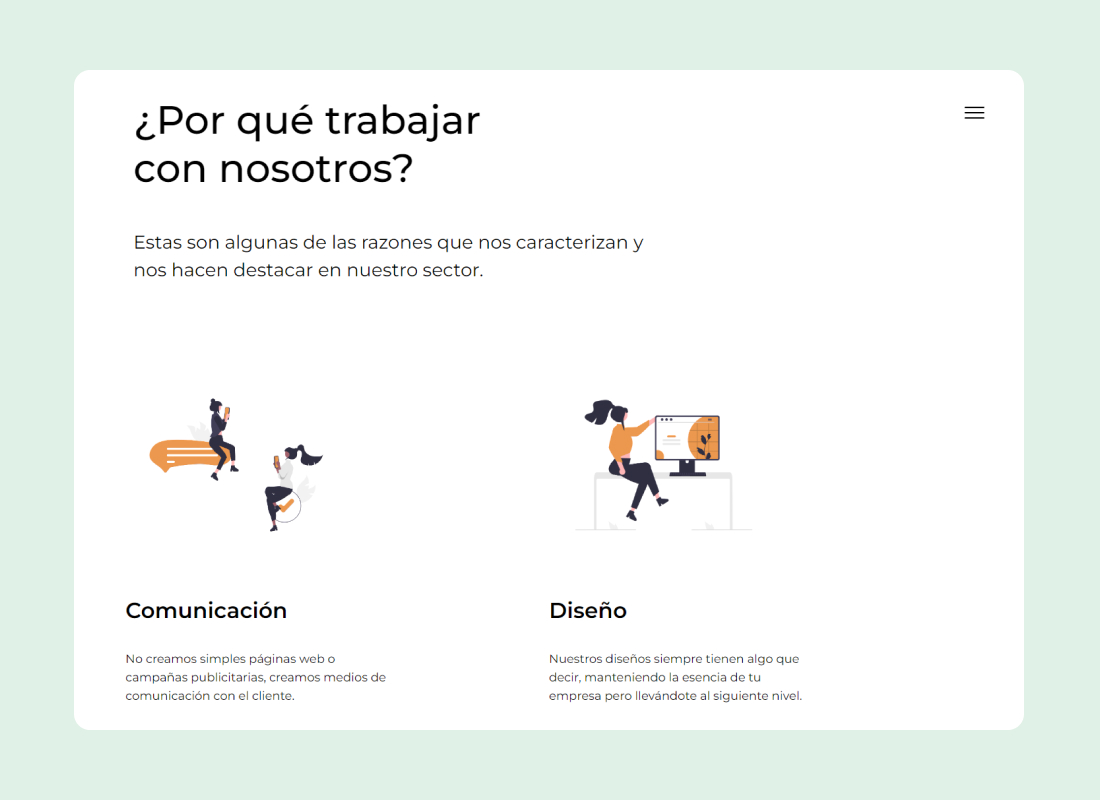 ¿Por qué trabajar
con nosotros?
Estas son algunas de las razones que nos caracterizan y
nos hacen destacar en nuestro sector.
Comunicación
No creamos simples páginas web o
campañas publicitarias, creamos medios de
comunicación con el cliente.
Diseño
Nuestros diseños siempre tienen algo que
decir, manteniendo la esencia de tu
empresa pero llevándote al siguiente nivel.